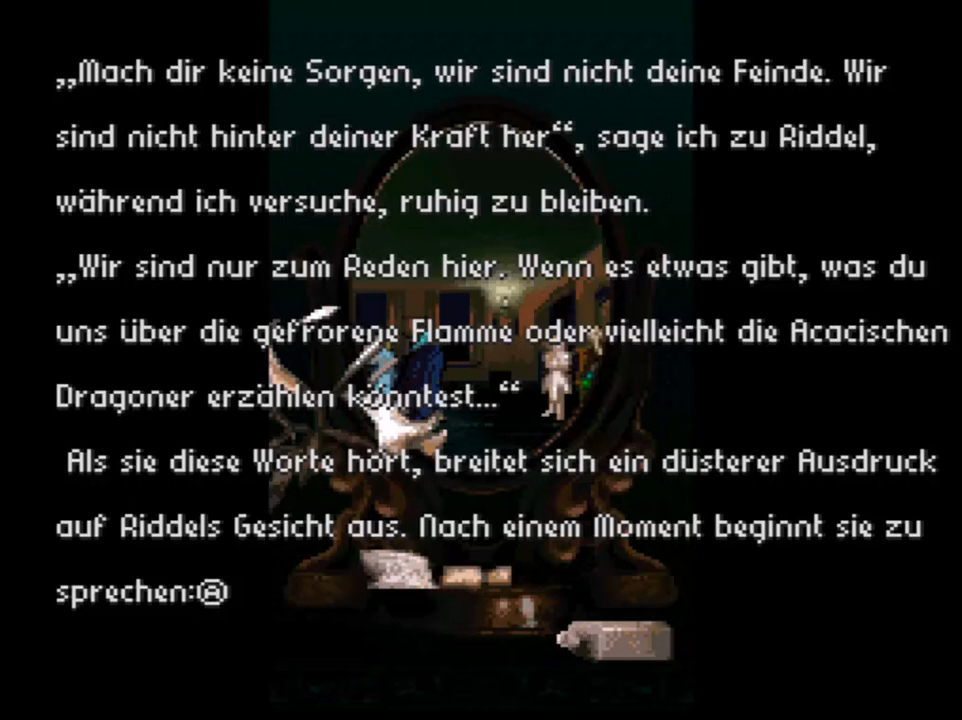 „Mach dir keine Sorgen, wir sind nicht deine Feinde. Wir
sind nicht hinter deiner Kraft her“, sage ich zu Riddel,
während ich versuche, ruhig zu bleiben.
„Wir sind nur zum Reden hier. Wenn es etwas gibt, was du
uns über die gefrorene Flamme oder vielleicht die Acacischen
Dragoner erzählen könntest...“
Als sie diese Worte hört, breitet sich ein düsterer Ausdruck
auf Riddels Gesicht aus. Nach einem Moment beginnt sie zu
sprechen:Ⓐ